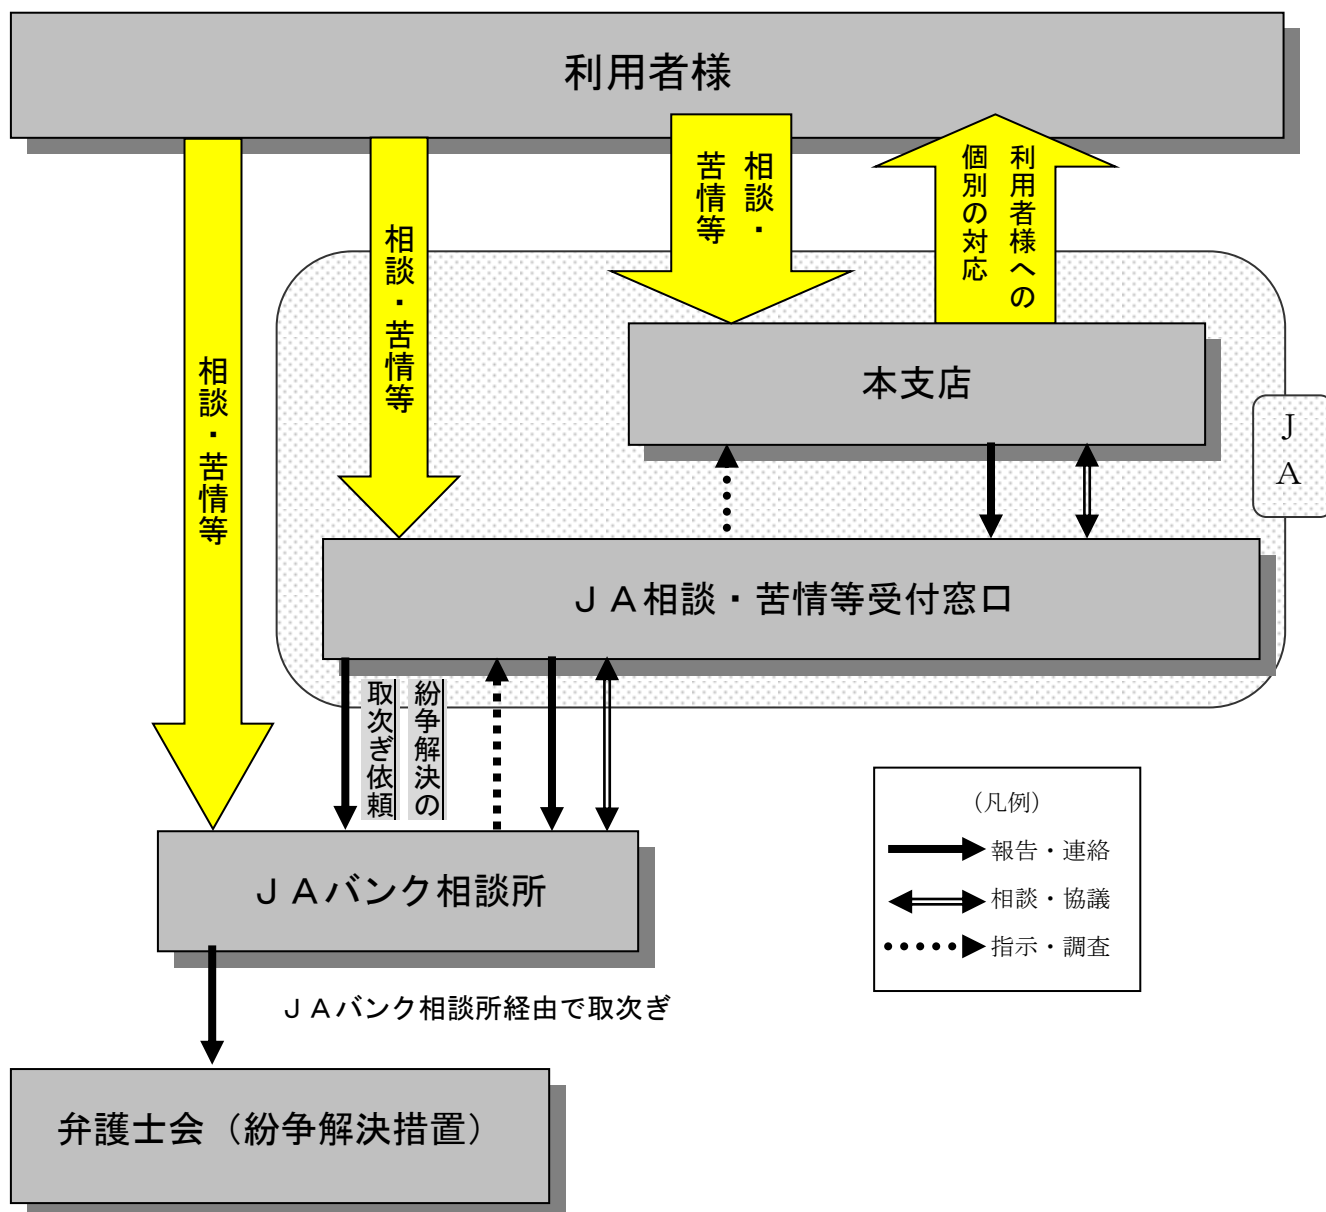 利用者様
相談・苦情等
相談・苦情等
相談・
苦情等
利用者様への
個別の対応
本支店
ＪＡ
ＪＡ相談・苦情等受付窓口
紛争解決の
取次ぎ依頼
（凡例）
報告・連絡
相談・協議
指示・調査
ＪＡバンク相談所
ＪＡバンク相談所経由で取次ぎ
弁護士会（紛争解決措置）